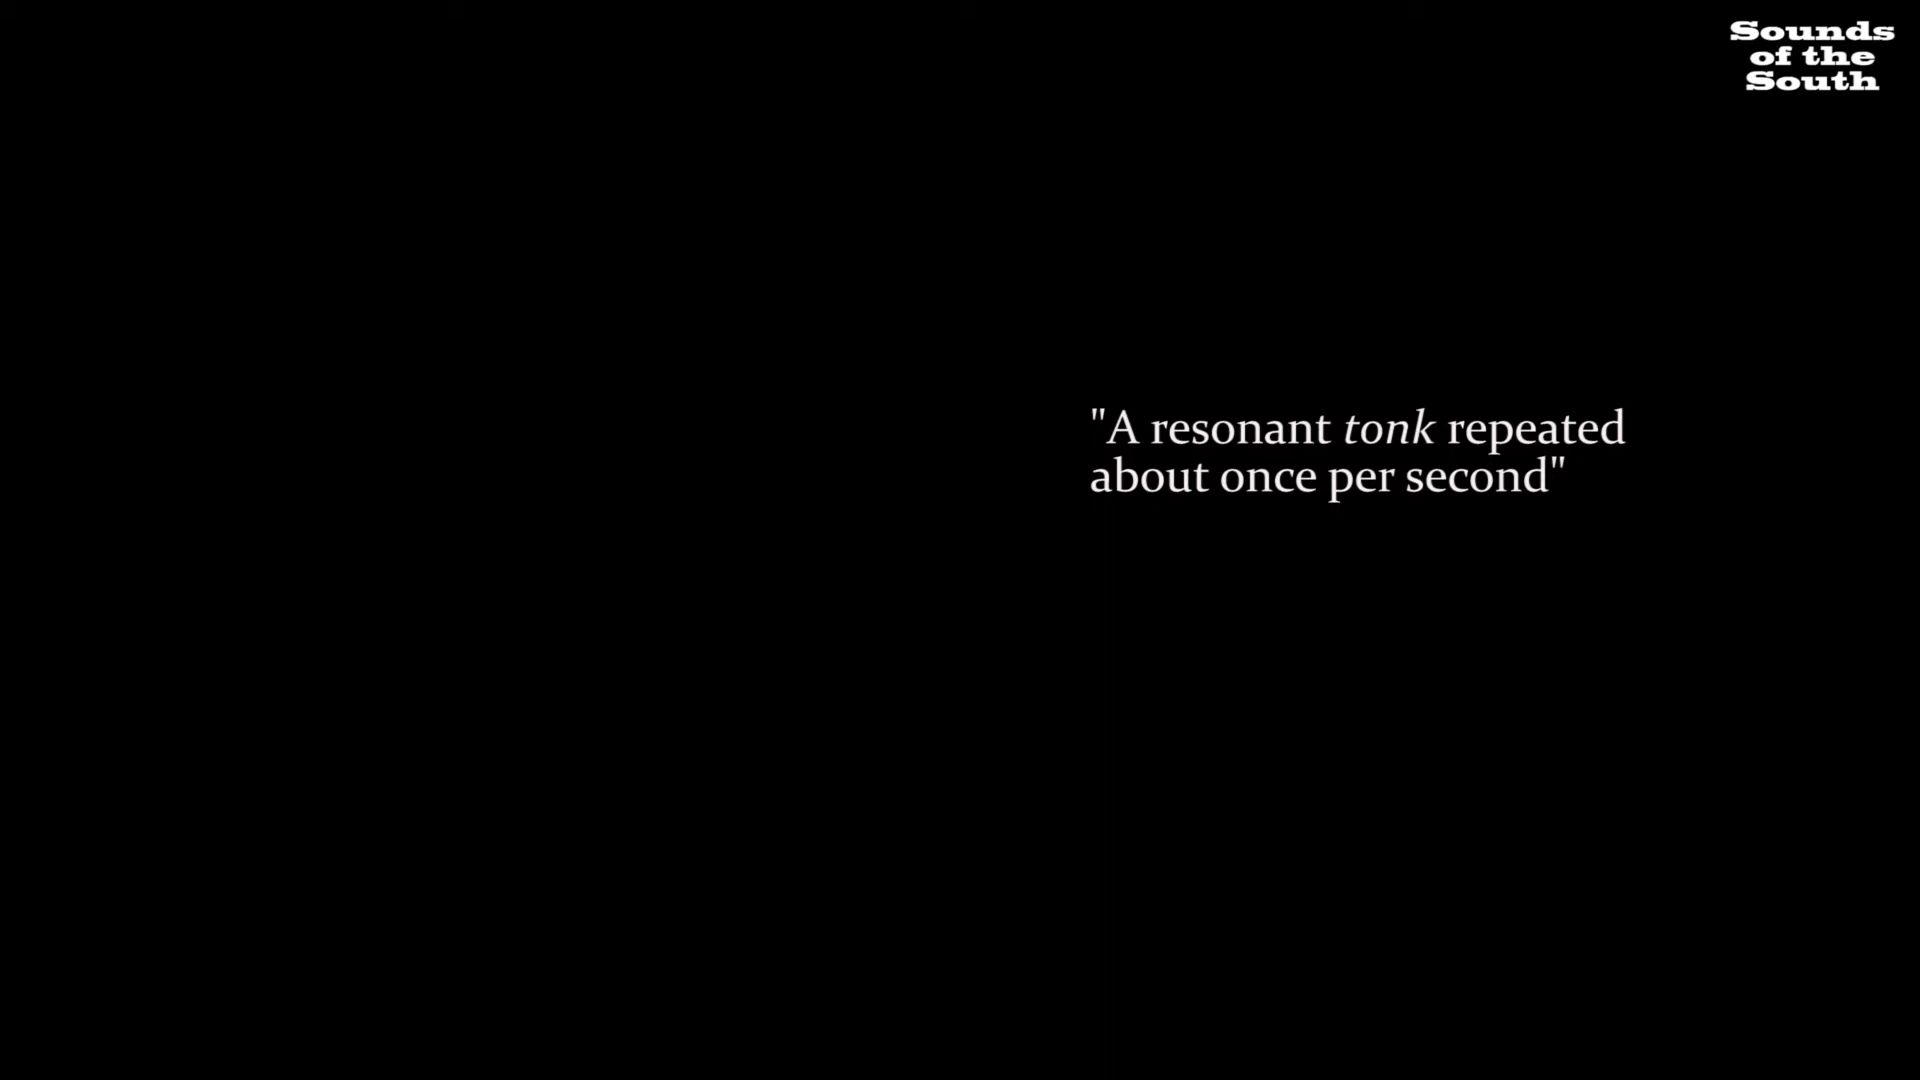 Sounds
of the
South
"A resonant tonk repeated
about once per second"